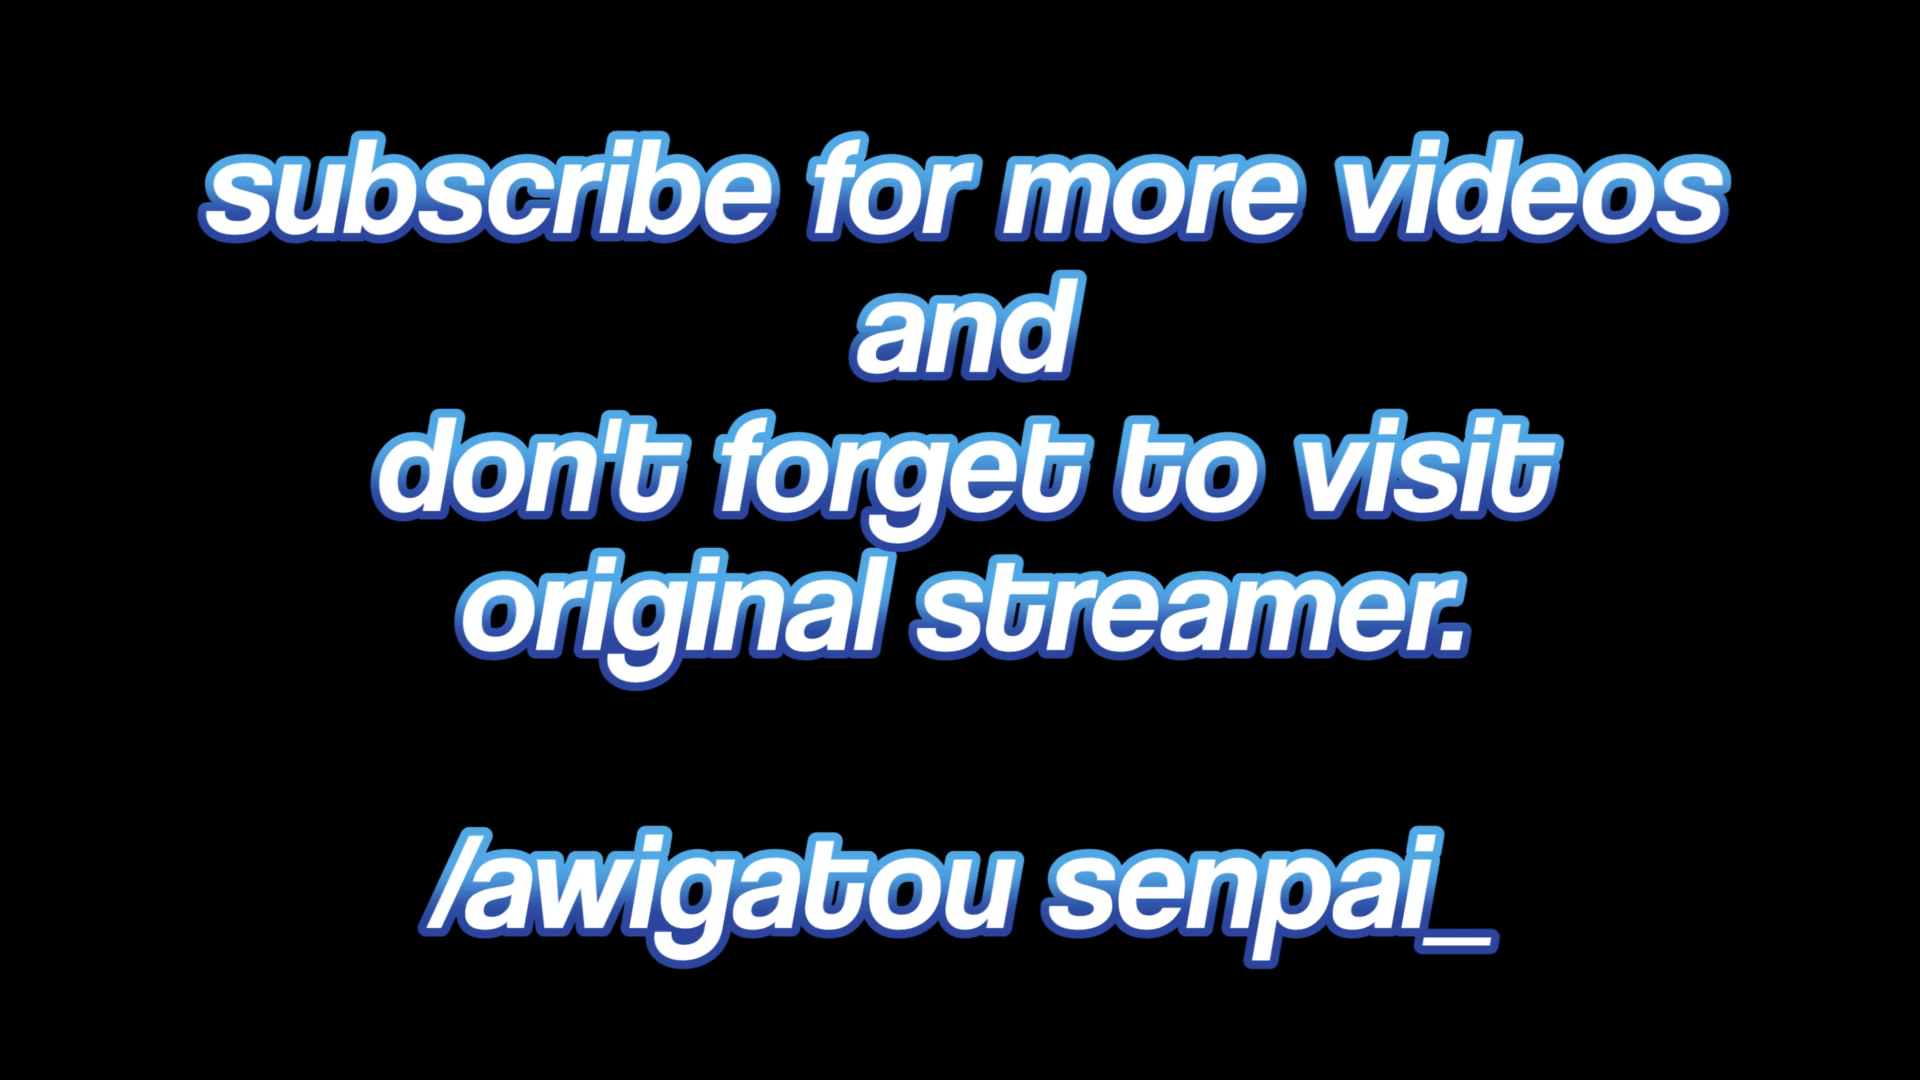 subscribe for more videos
and
don't forget to visit
original streamer.
/awigatou senpai_